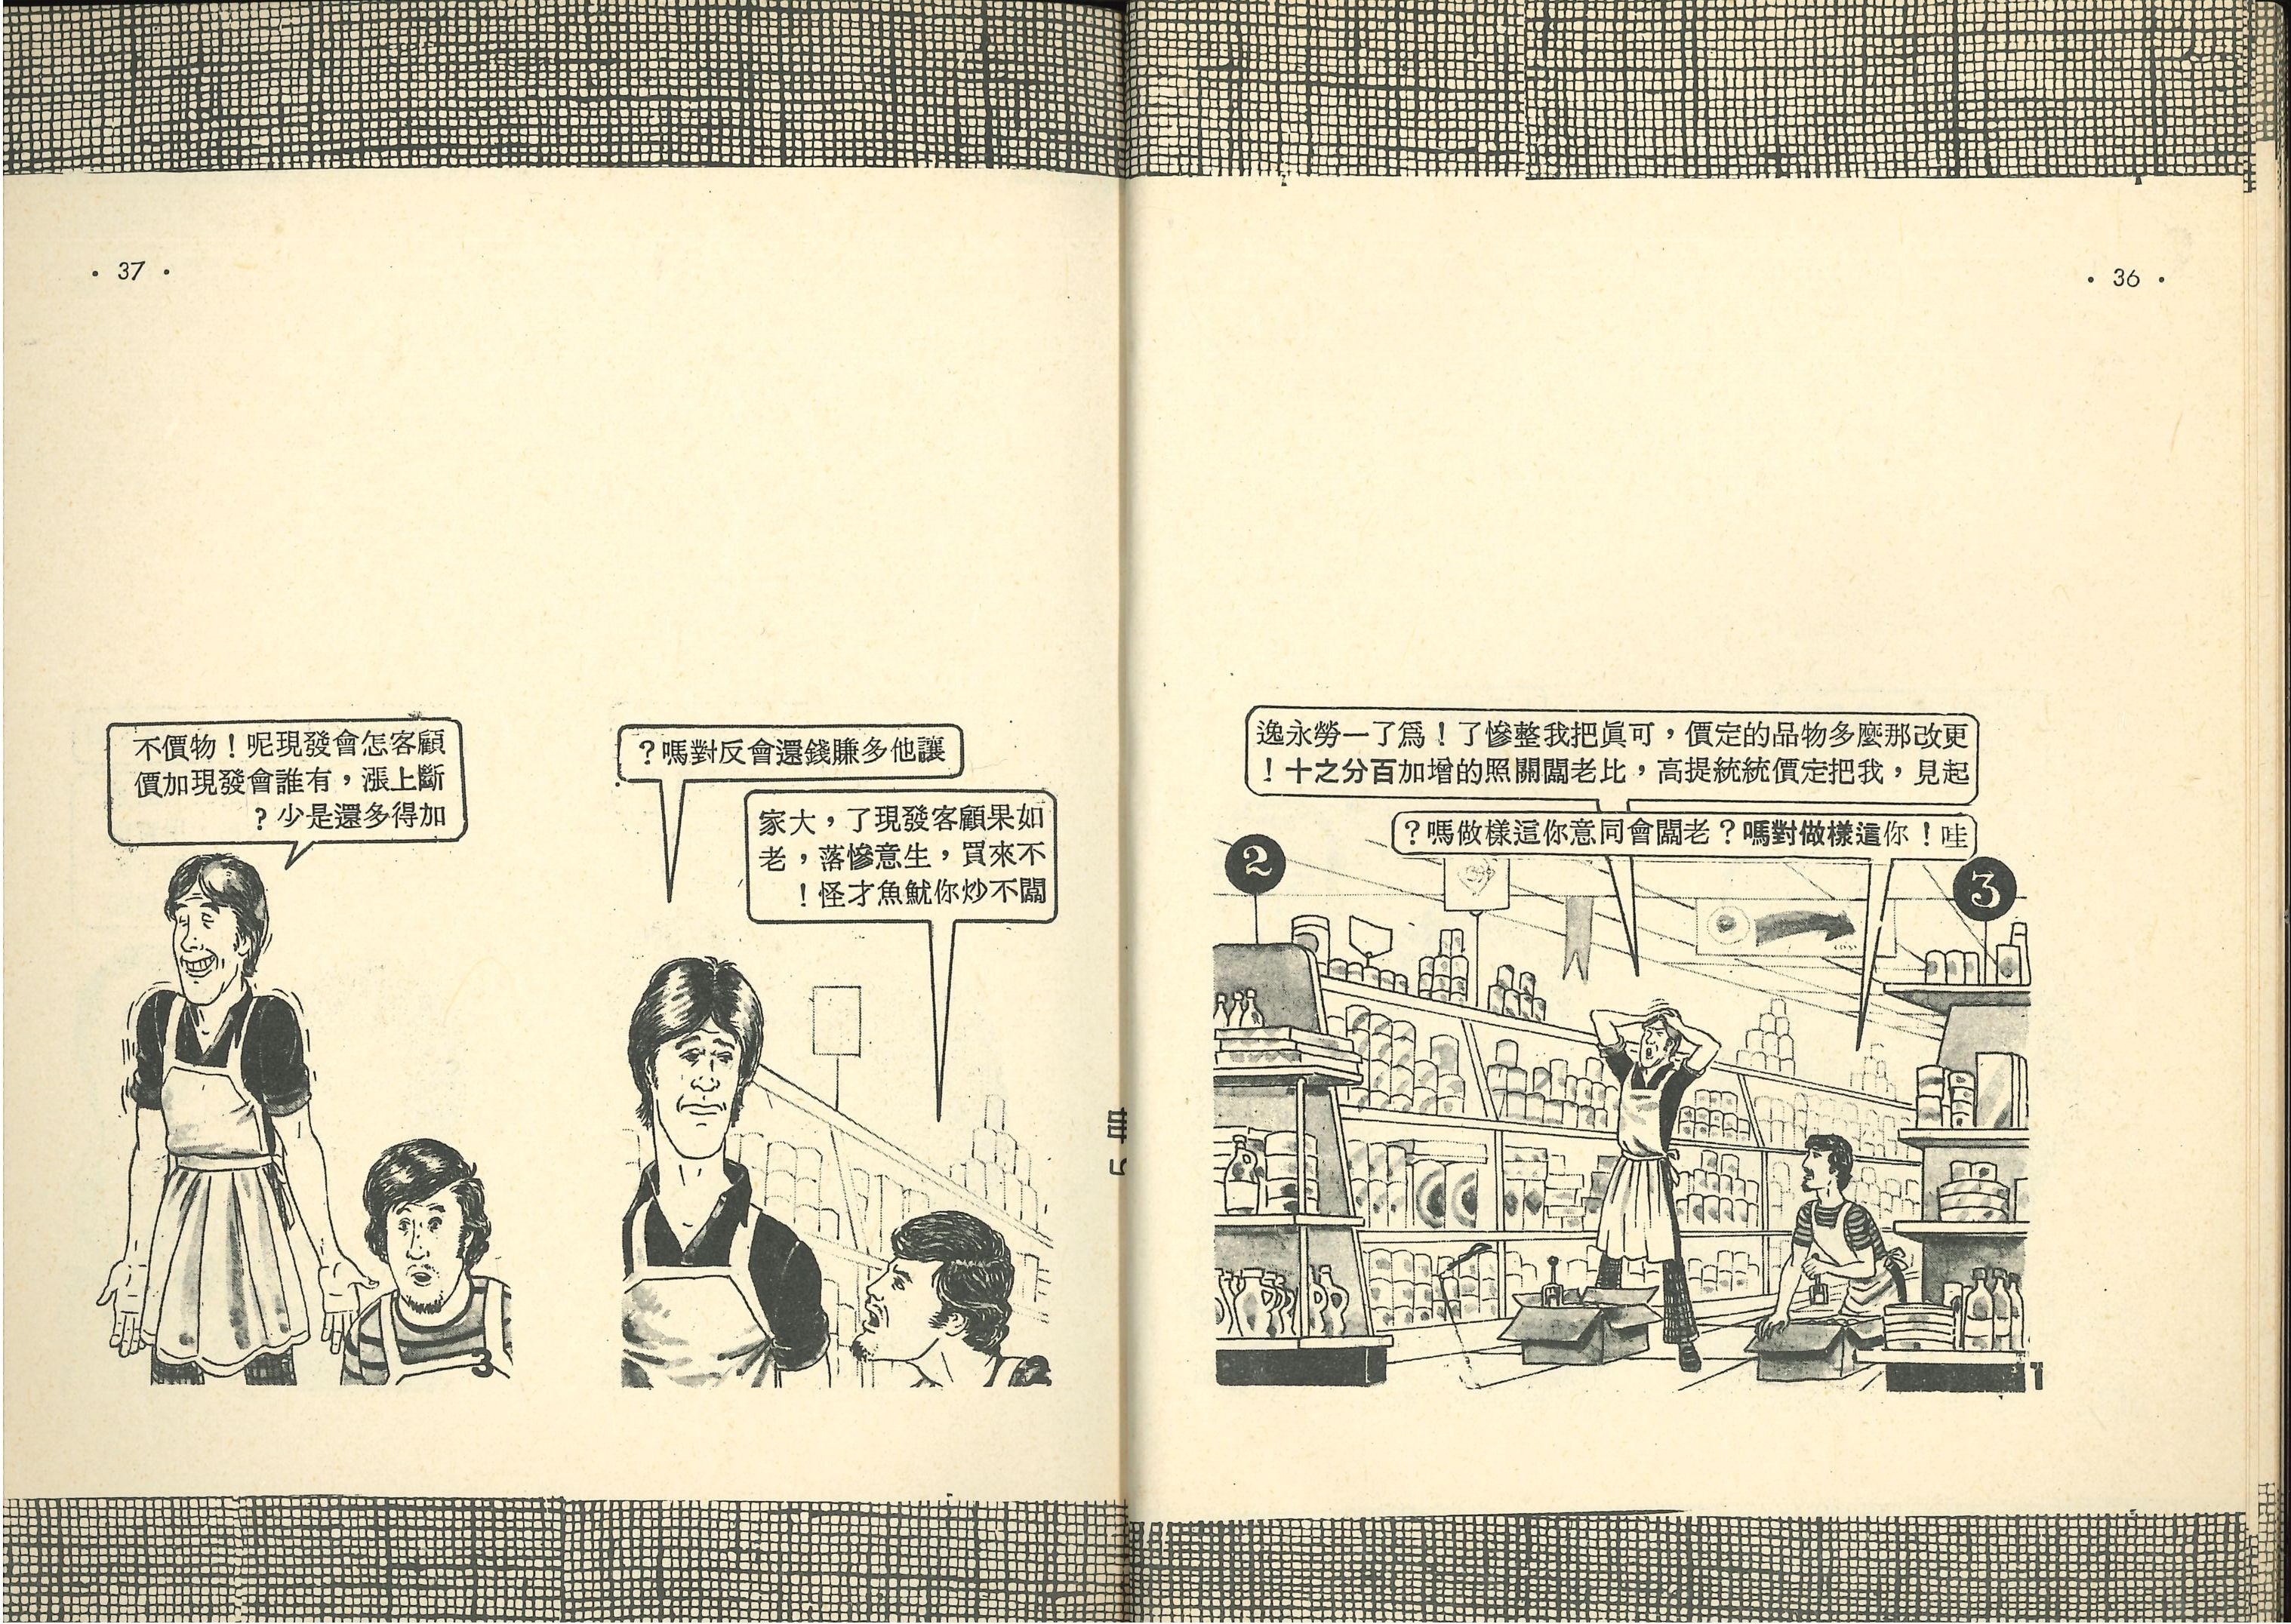 • 36 •
更改那麼多物品的定價，可眞把我整慘了！爲了一勞永逸
起見，我把定價統統提高，比老闆關照的增加百分之十！
哇！你這樣做對嗎？老闆會同意你這樣做嗎？
3
2
1
• 37 •
讓他多賺錢還會反對嗎？
如果顧客發現了，大家
不來買，生意慘落，老
闆不炒你魷魚才怪！
顧客怎會發現呢！物價不
斷上漲，有誰會發現加價
加得多還是少？
3